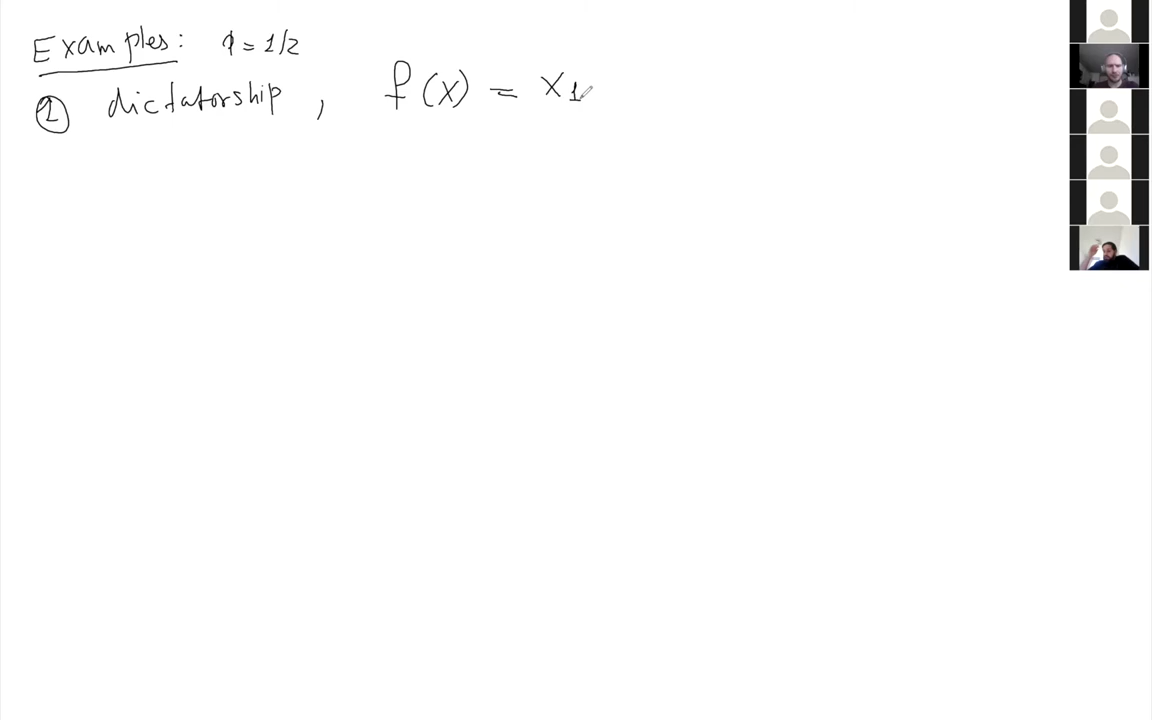 Examples: p = 1/2
① dictatorship, f(x) = x₁